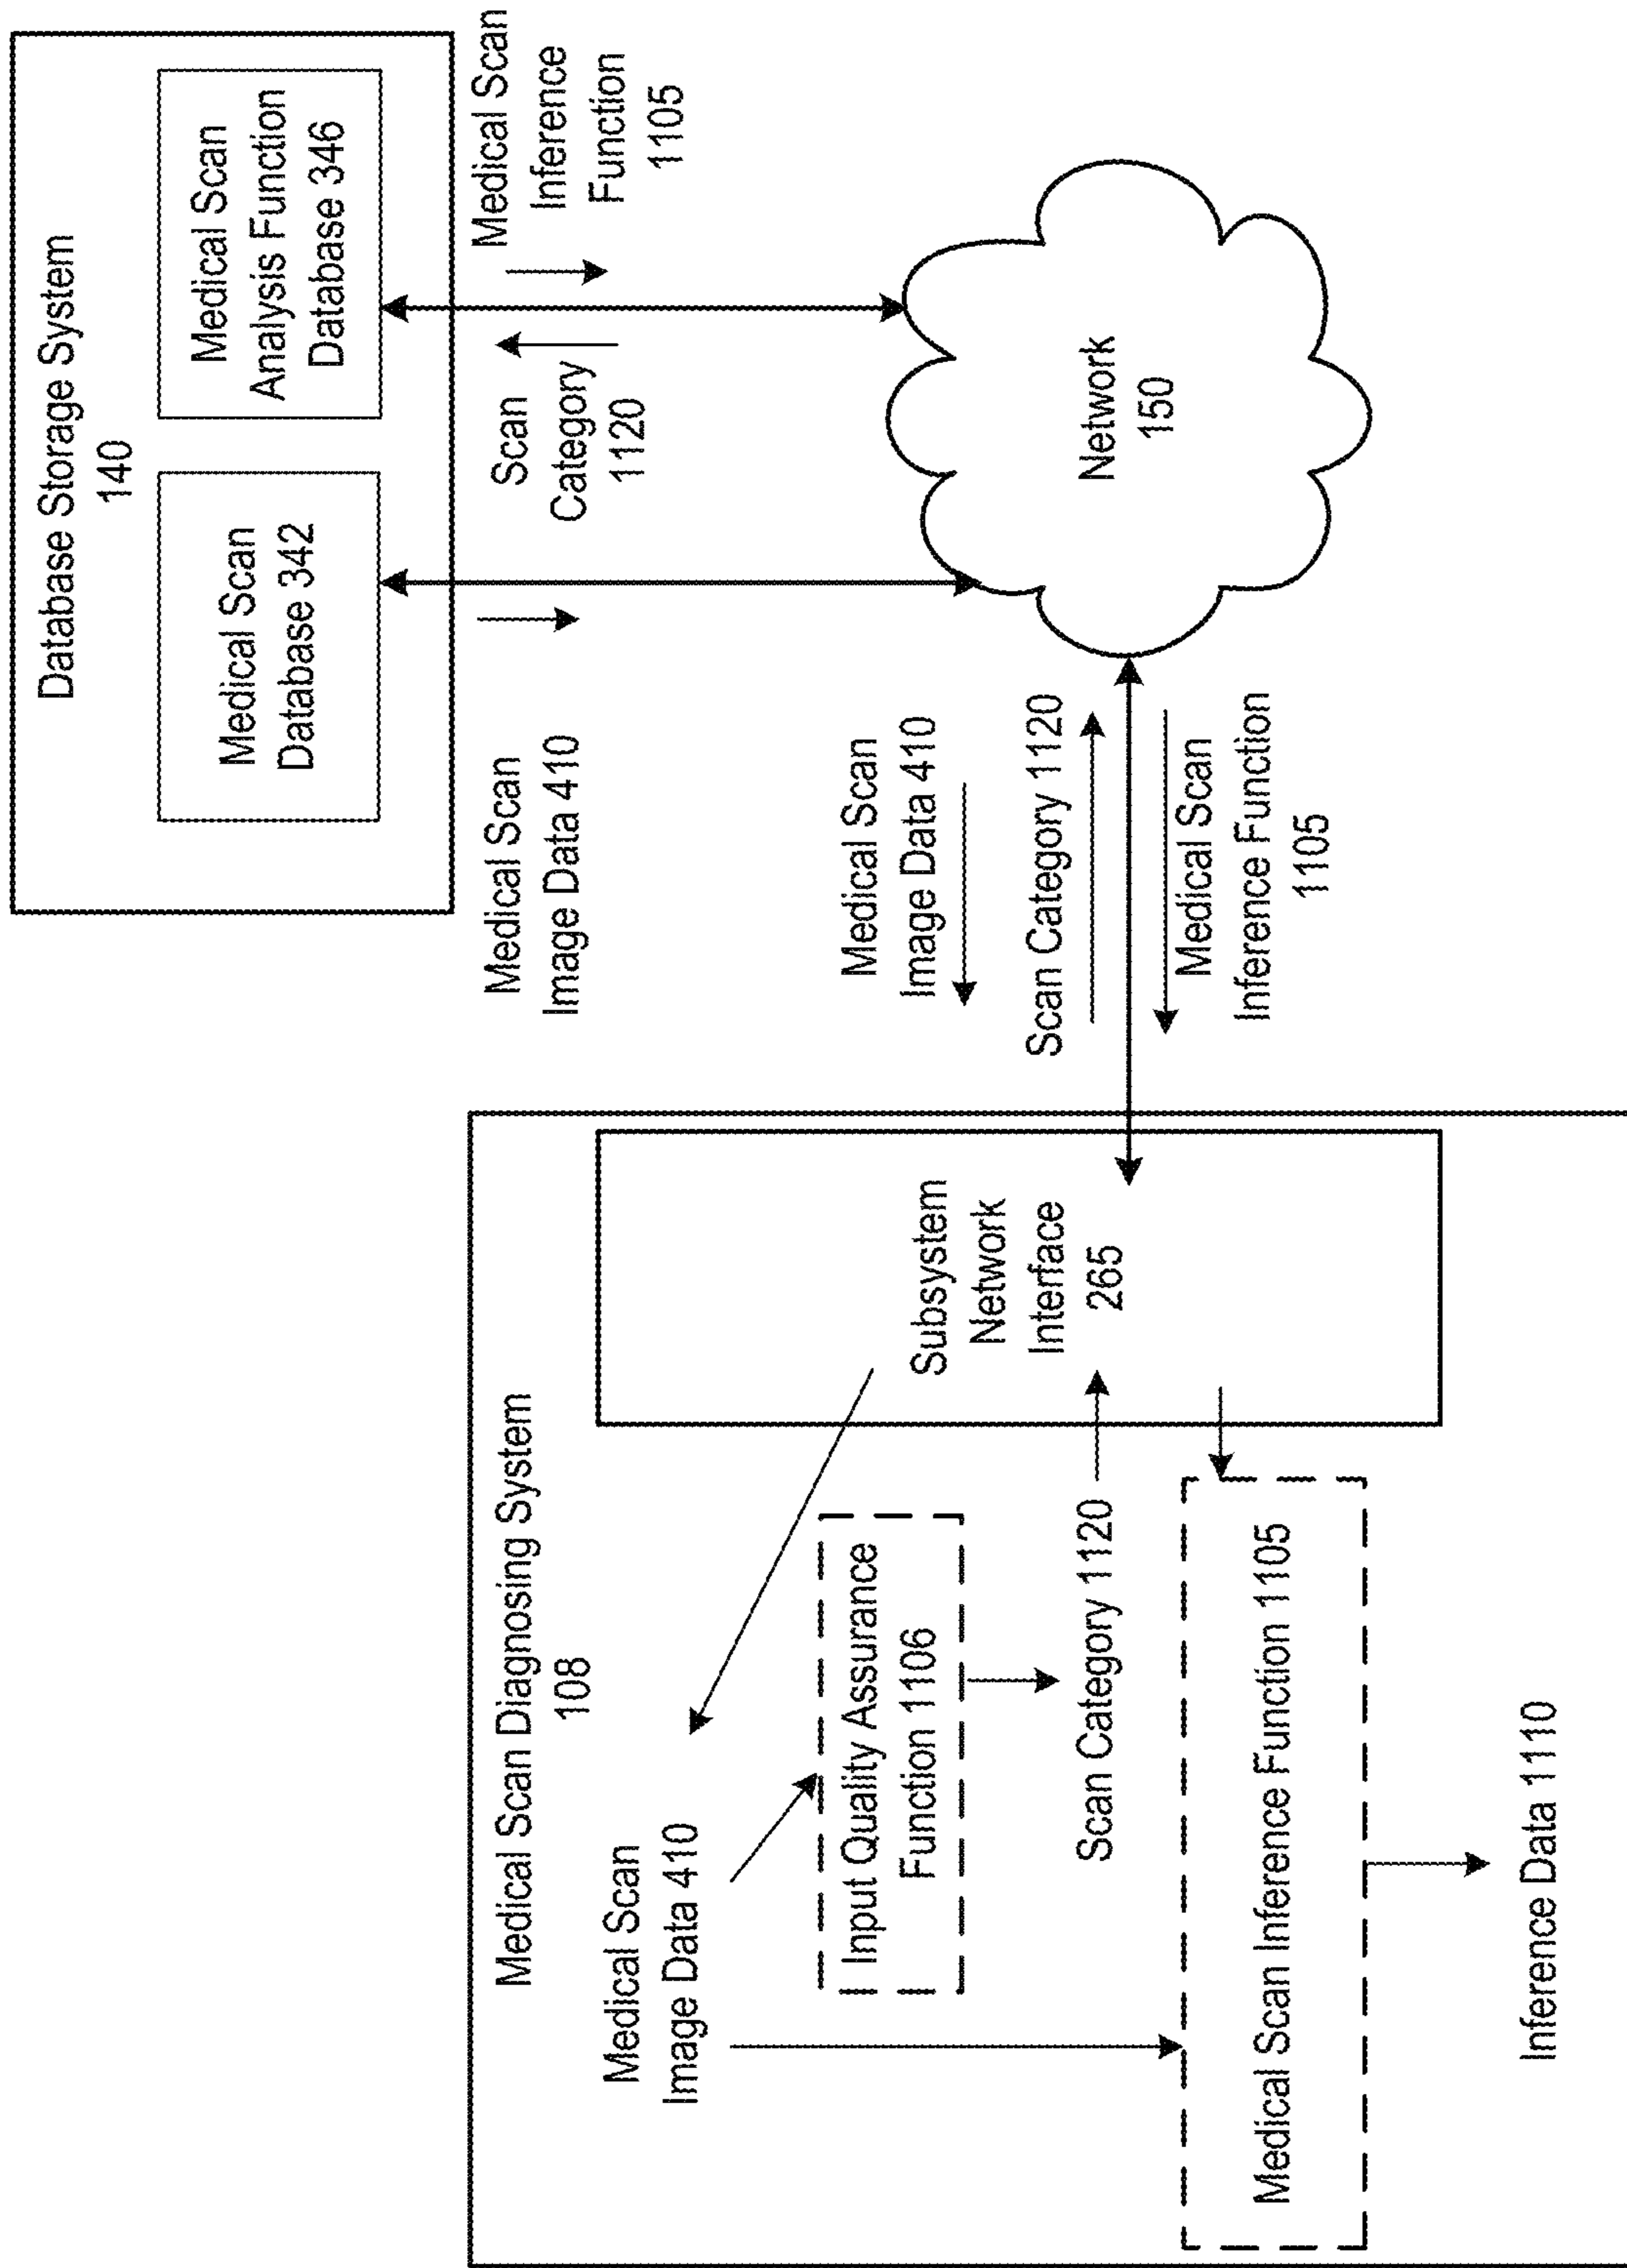 Medical Scan Diagnosing System
108
Medical Scan
Image Data 410
Input Quality Assurance
Function 1106
Scan Category 1120
Medical Scan Inference Function 1105
Inference Data 1110
Subsystem
Network
Interface
265
Database Storage System
140
Medical Scan
Database 342
Medical Scan
Analysis Function
Database 346
Medical Scan
Image Data 410
Scan
Category
1120
Medical Scan
Inference
Function
1105
Medical Scan
Image Data 410
Scan Category 1120
Medical Scan
Inference Function
1105
Network
150